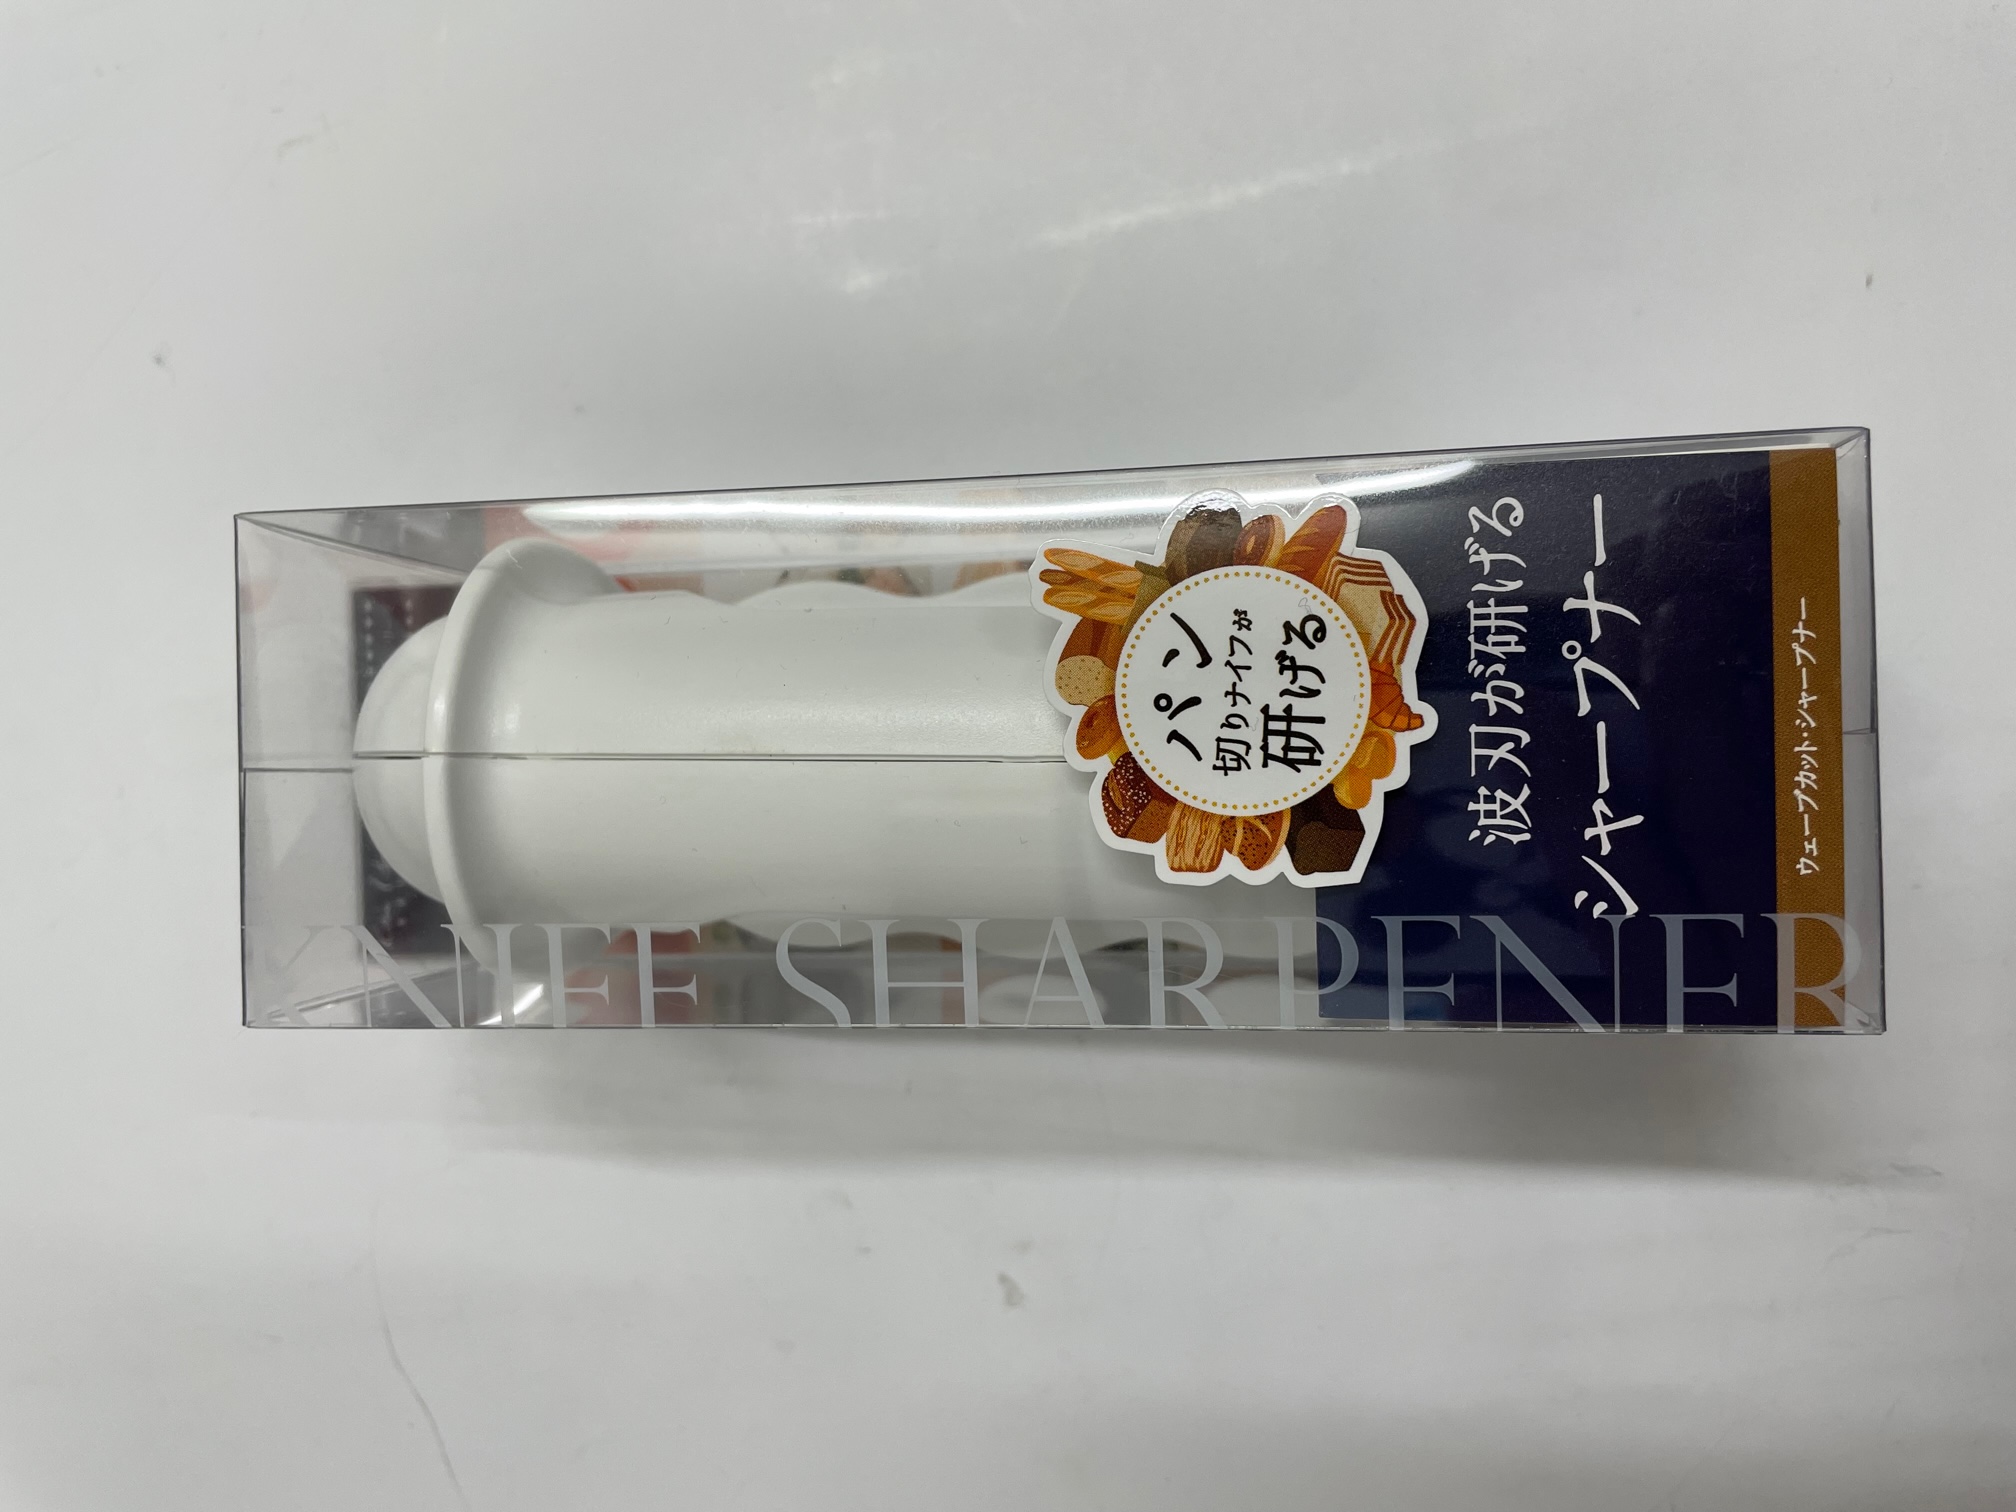 パン
切りナイフが
研げる
波刃が研げる
シャープナー
ウェーブカット・シャープナー
KNIFE SHARPENER